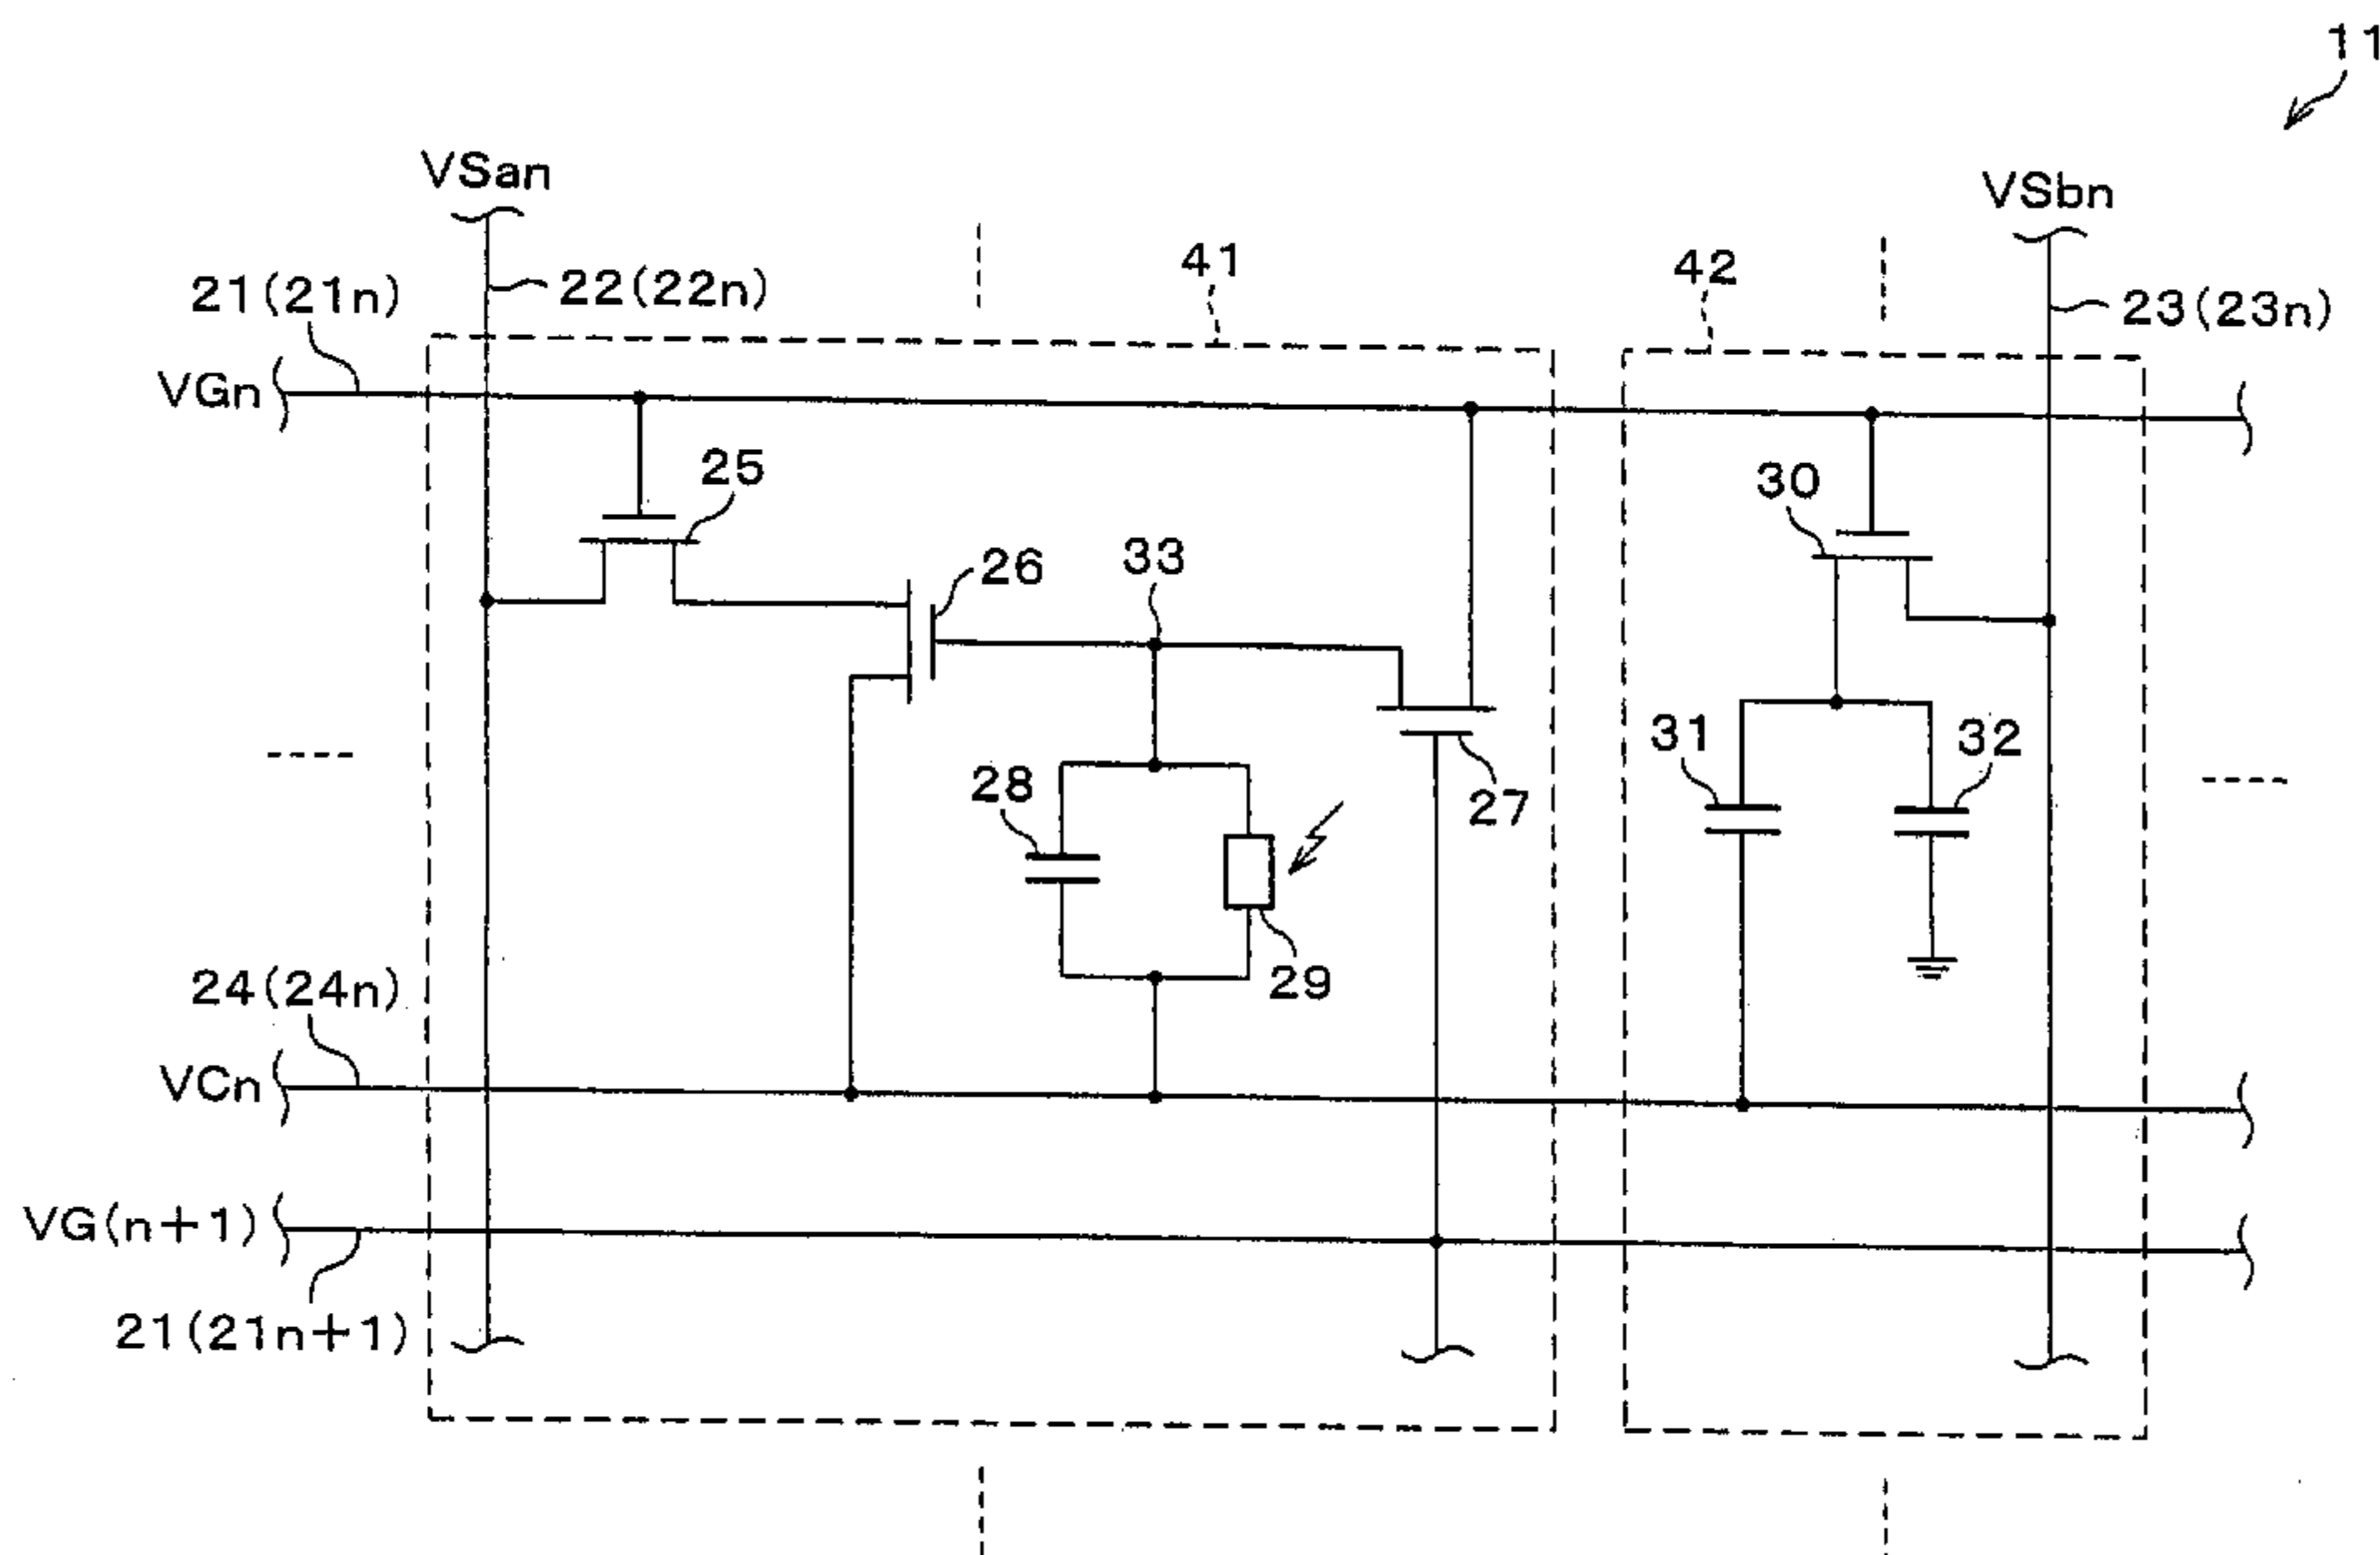 11
VSan
VSbn
41
42
21(21n)
22(22n)
23(23n)
VGn
25
30
26
33
31
32
28
27
29
24(24n)
VCn
VG(n+1)
21(21n+1)